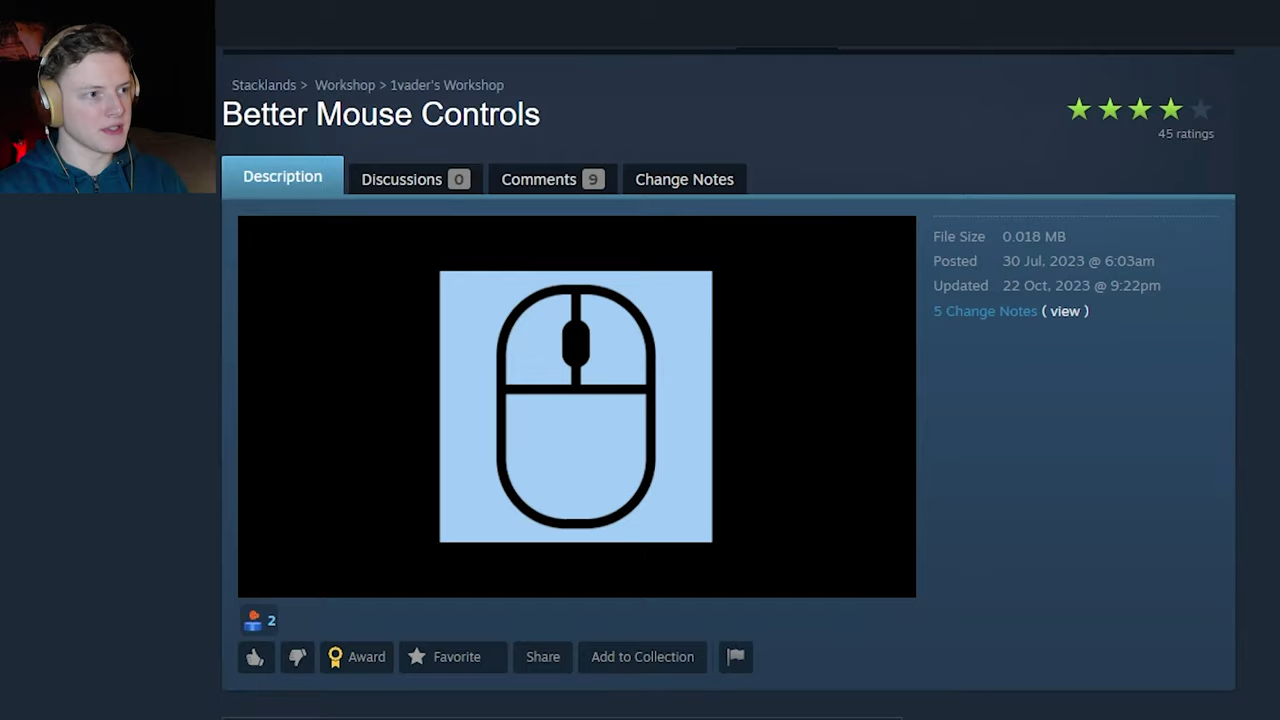 Stacklands > Workshop > 1vader's Workshop
Better Mouse Controls
45 ratings
Description
Discussions 0
Comments 9
Change Notes
File Size 0.018 MB
Posted 30 Jul, 2023 @ 6:03am
Updated 22 Oct, 2023 @ 9:22pm
5 Change Notes ( view )
2
Award
Favorite
Share
Add to Collection